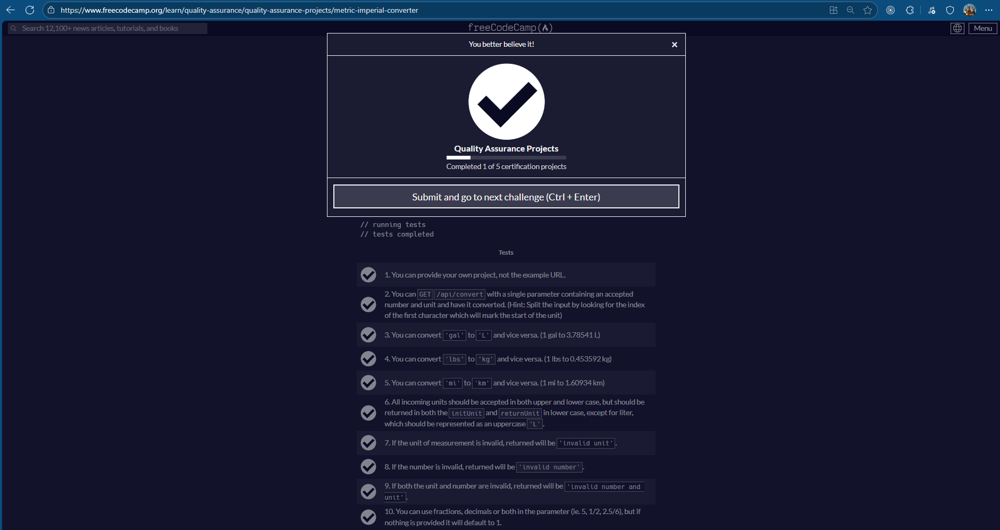 https://www.freecodecamp.org/learn/quality-assurance/quality-assurance-projects/metric-imperial-converter
Search 12,100+ news articles, tutorials, and books
freeCodeCamp(🔥)
Menu
You better believe it!
×
Quality Assurance Projects
Completed 1 of 5 certification projects
Submit and go to next challenge (Ctrl + Enter)
// running tests
// tests completed
Tests
1. You can provide your own project, not the example URL.
2. You can GET /api/convert with a single parameter containing an accepted
number and unit and have it converted. (Hint: Split the input by looking for the index
of the first character which will mark the start of the unit)
3. You can convert 'gal' to 'L' and vice versa. (1 gal to 3.78541 L)
4. You can convert 'lbs' to 'kg' and vice versa. (1 lbs to 0.453592 kg)
5. You can convert 'mi' to 'km' and vice versa. (1 mi to 1.60934 km)
6. All incoming units should be accepted in both upper and lower case, but should be
returned in both the initUnit and returnUnit in lower case, except for liter,
which should be represented as an uppercase 'L'.
7. If the unit of measurement is invalid, returned will be 'invalid unit'.
8. If the number is invalid, returned will be 'invalid number'.
9. If both the unit and number are invalid, returned will be 'invalid number and
unit'.
10. You can use fractions, decimals or both in the parameter (ie. 5, 1/2, 2.5/6), but if
nothing is provided it will default to 1.